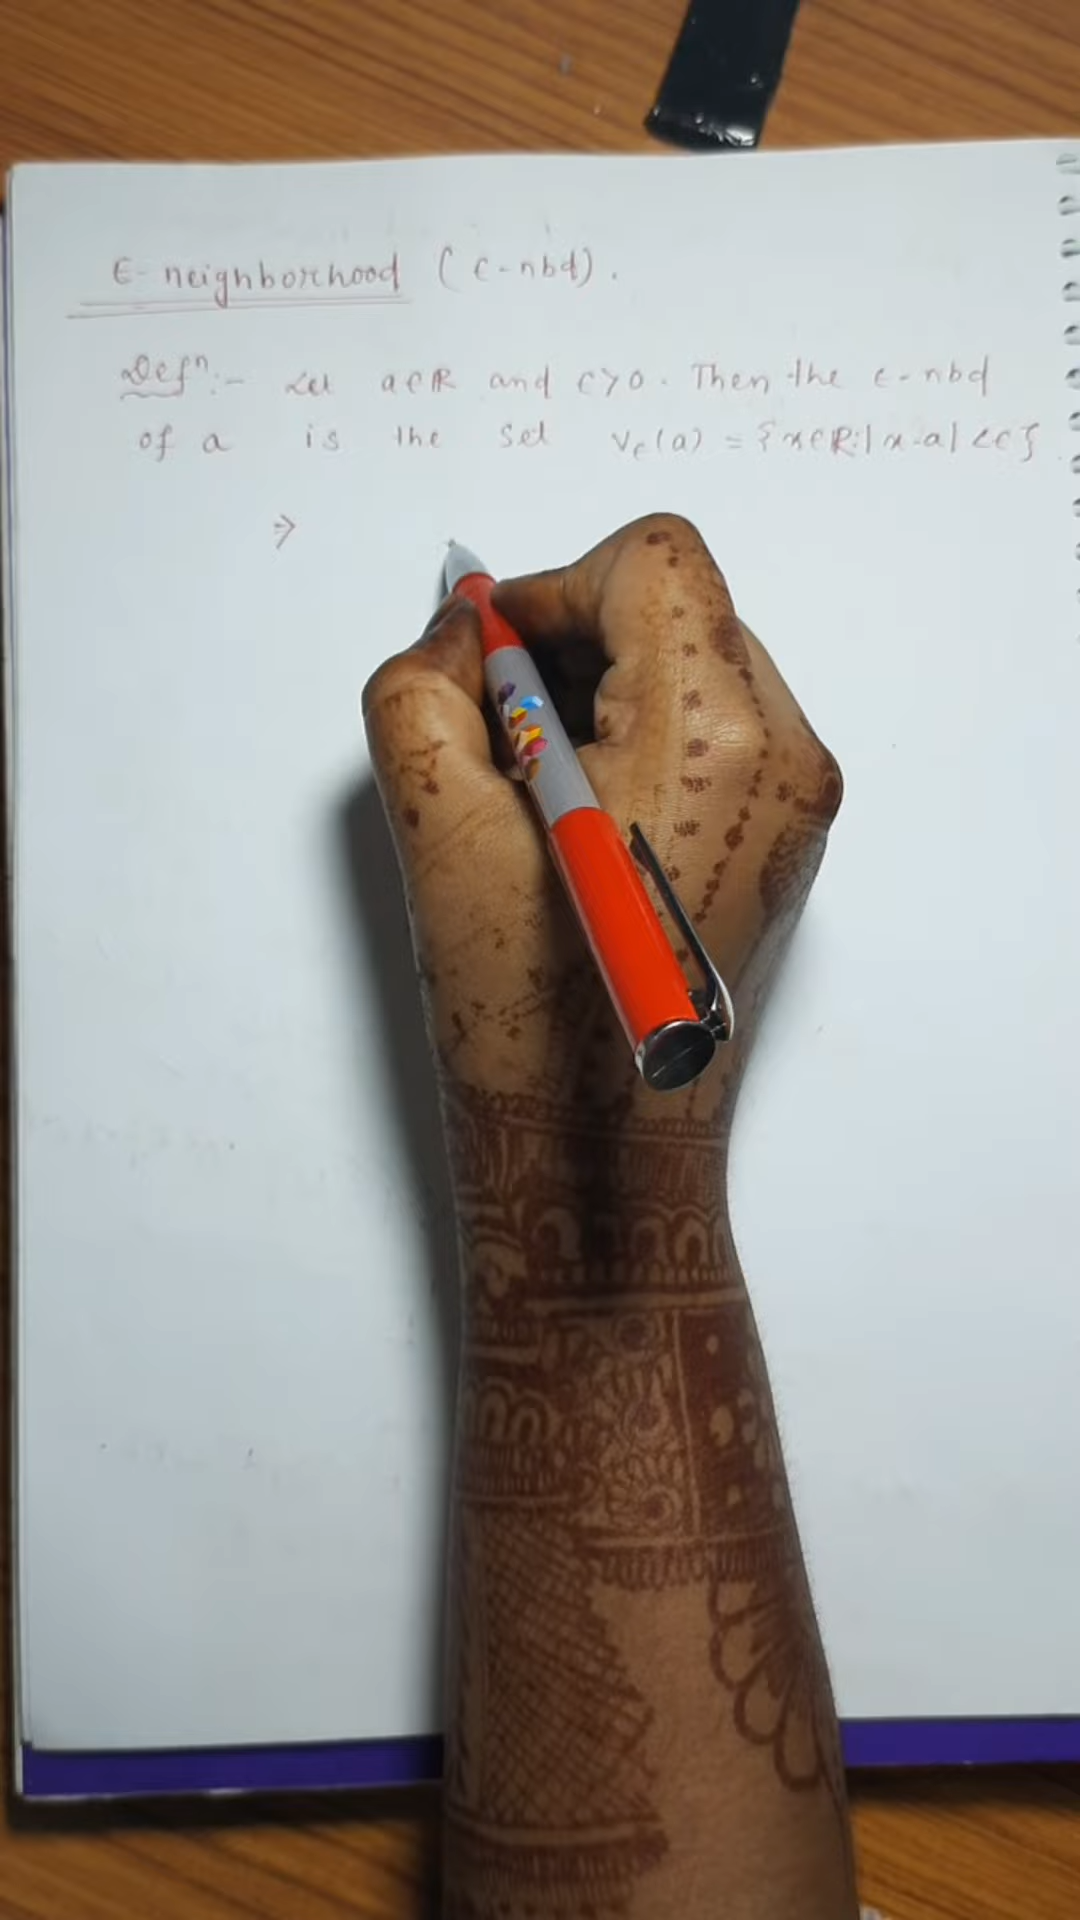 ε- neighborhood (ε-nbd).
Defⁿ:- Let a∈R and ε>0. Then the ε-nbd
of a is the set Vε(a) = {x∈R:|x-a|<ε}.
⇒